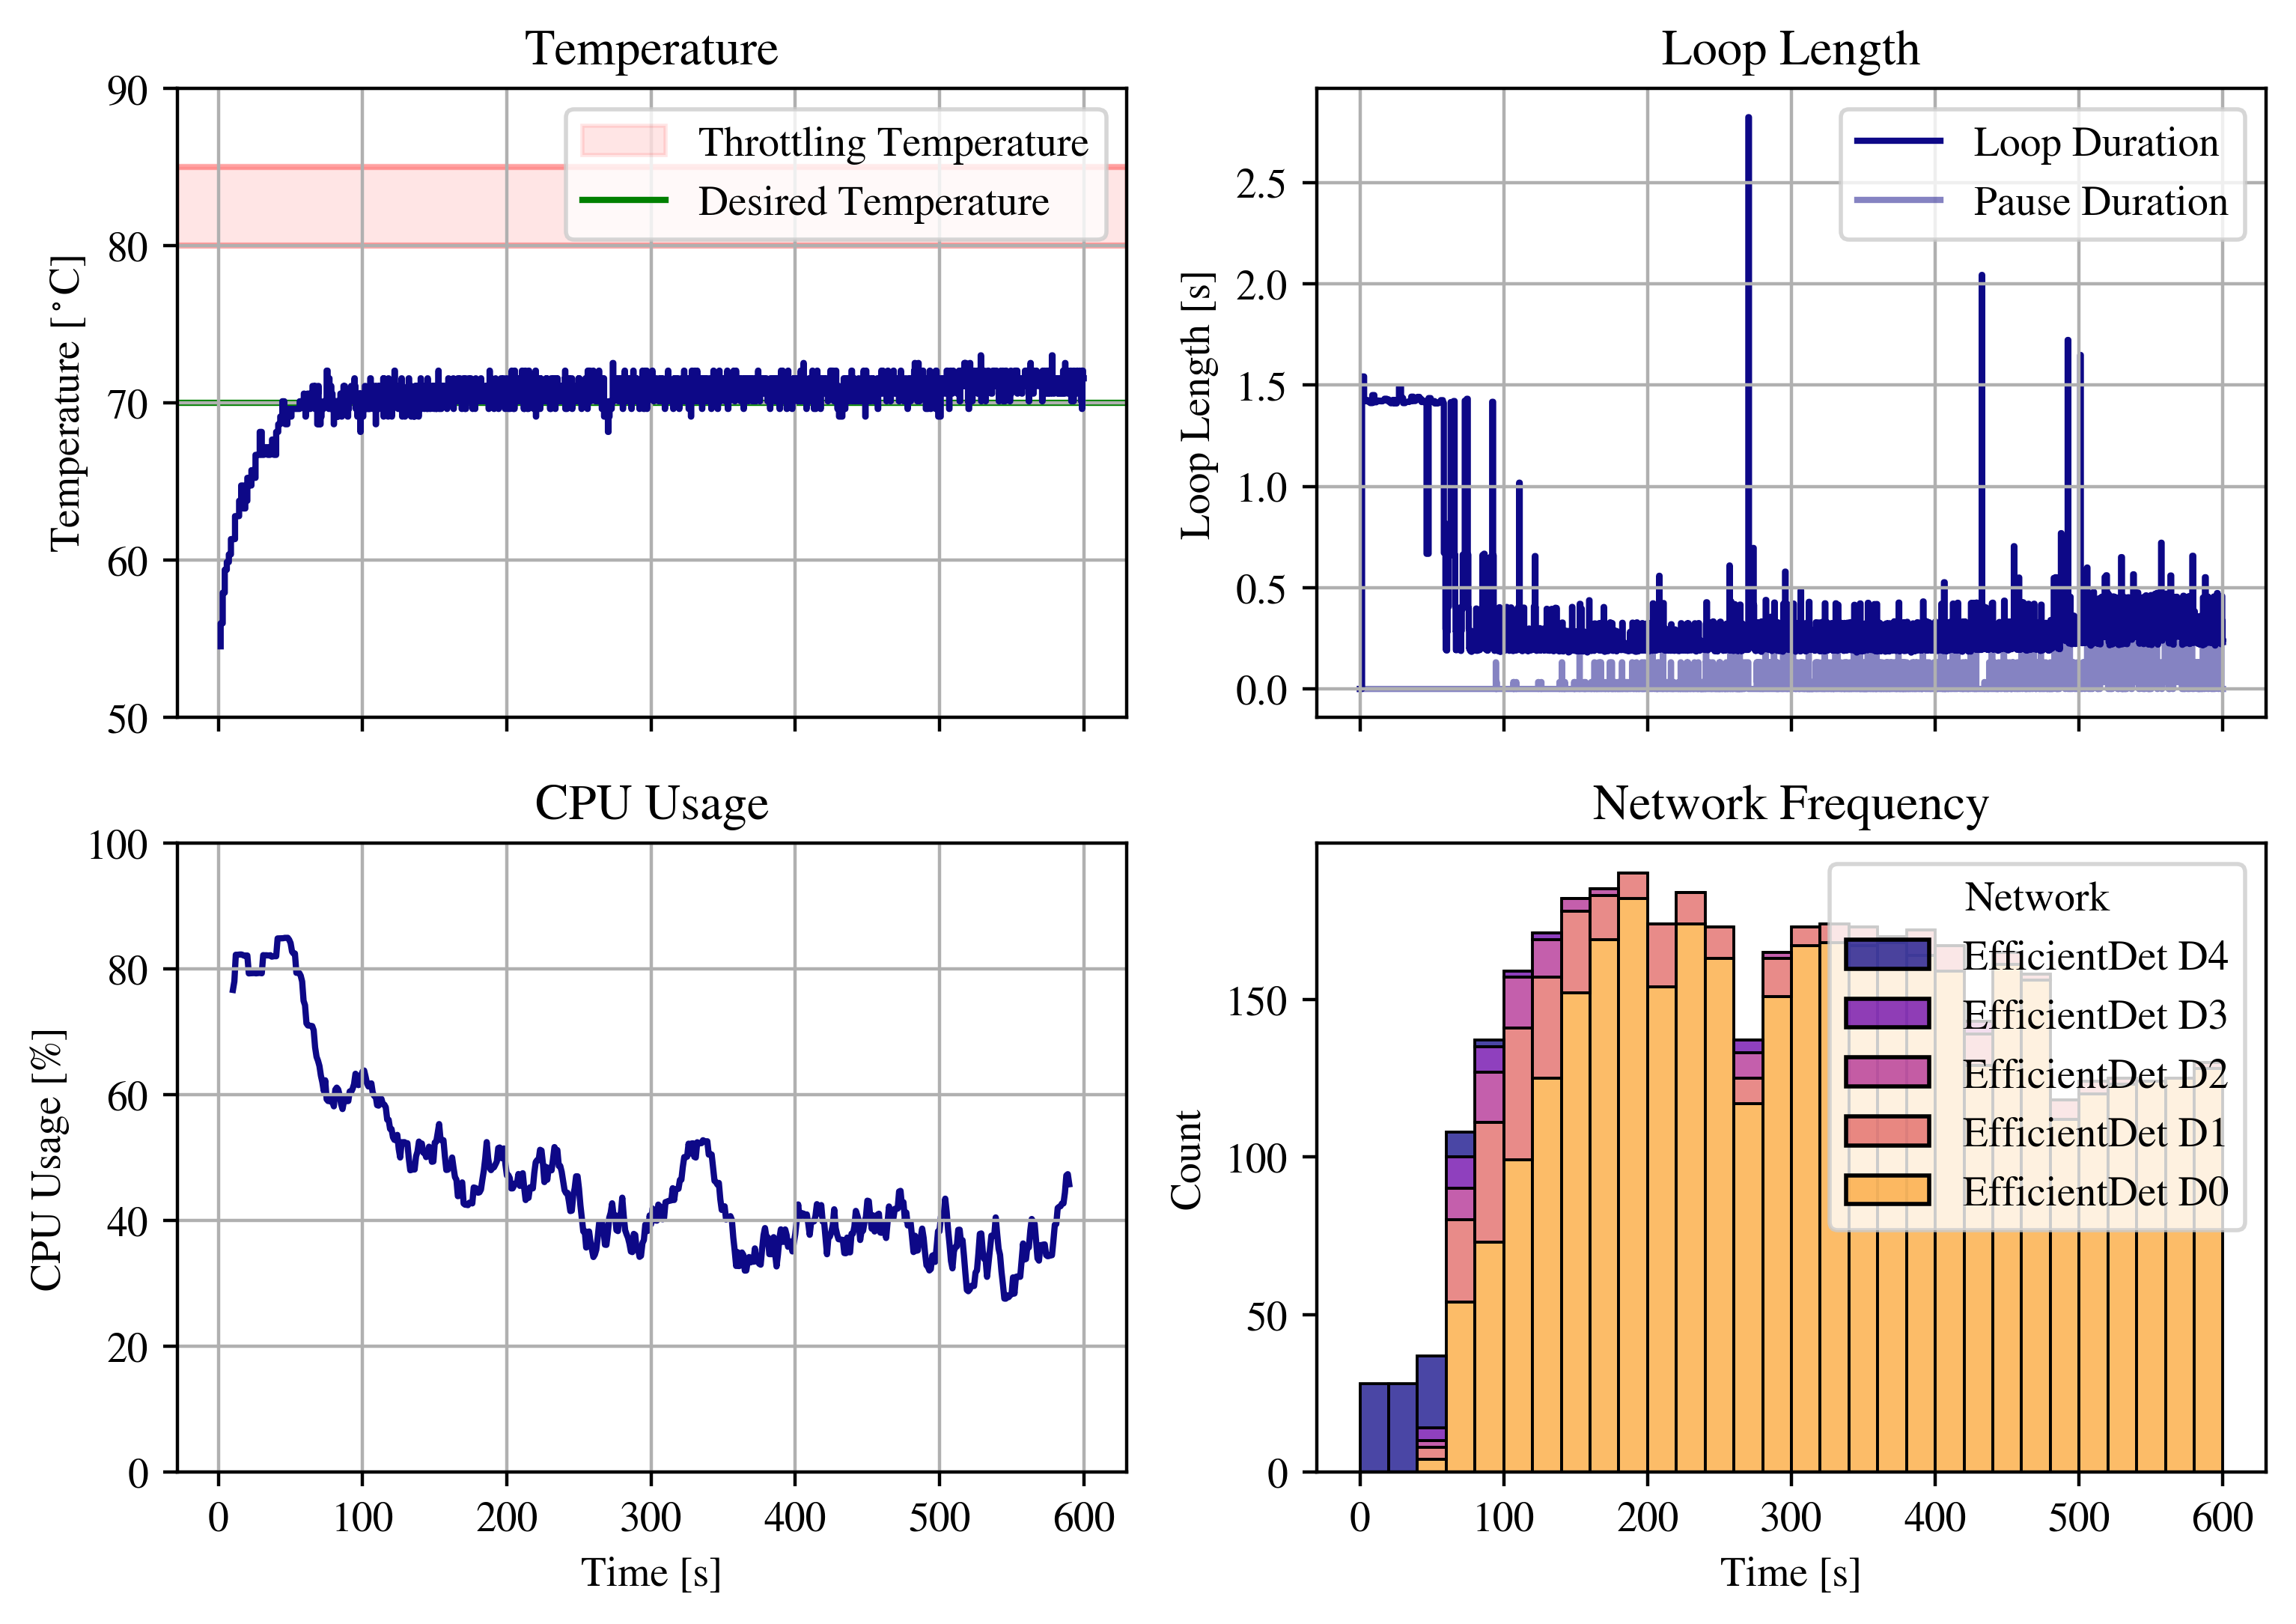 Temperature
90
80
70
60
50
Temperature [°C]
Throttling Temperature
Desired Temperature
Loop Length
2.5
2.0
1.5
1.0
0.5
0.0
Loop Length [s]
Loop Duration
Pause Duration
CPU Usage
100
80
60
40
20
0
CPU Usage [%]
0 100 200 300 400 500 600
Time [s]
Network Frequency
150
100
50
0
Count
Network
EfficientDet D4
EfficientDet D3
EfficientDet D2
EfficientDet D1
EfficientDet D0
0 100 200 300 400 500 600
Time [s]